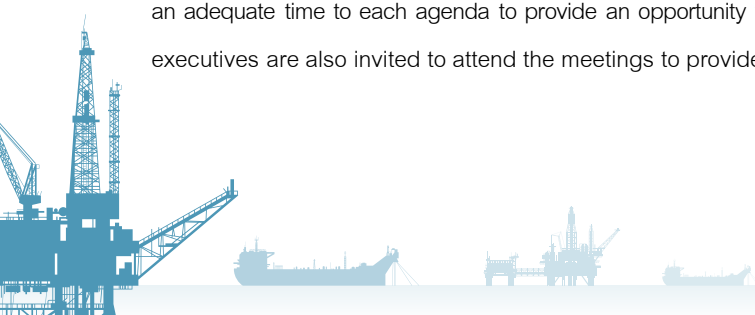 an adequate time to each agenda to provide an opportunity
executives are also invited to attend the meetings to provide